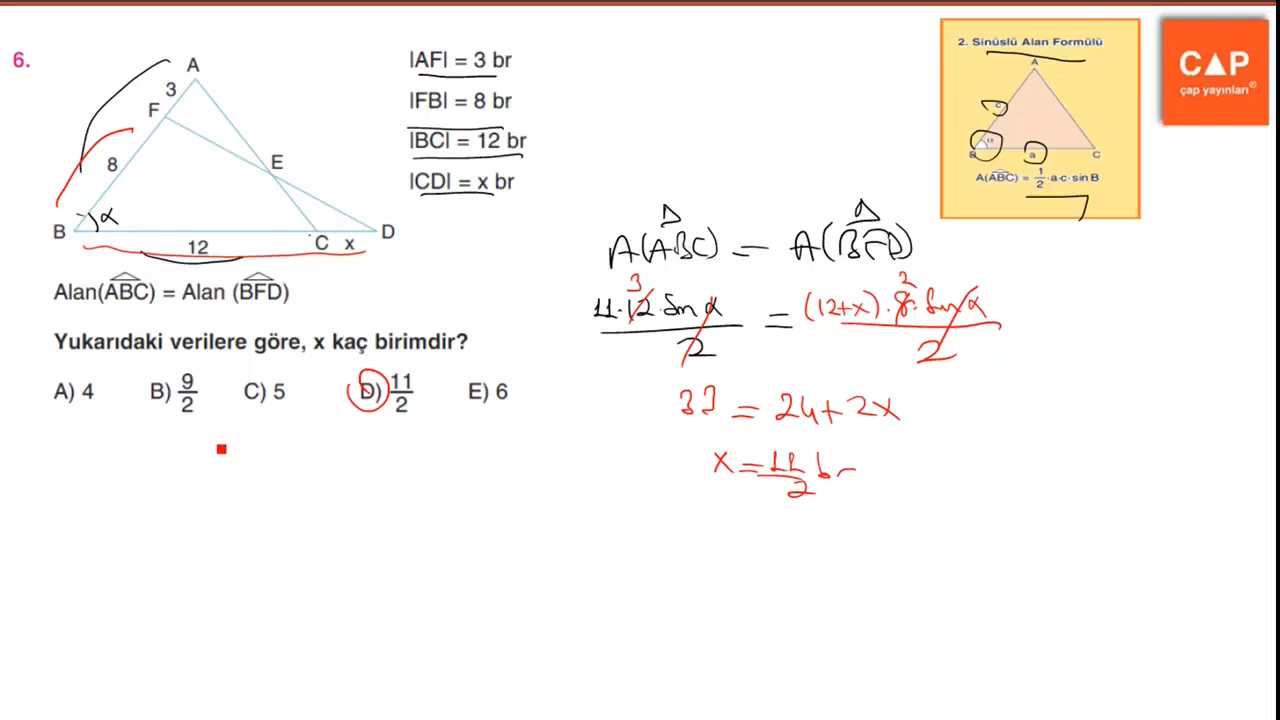 6.
A
3
F
8
E
α
B
12
C
x
D
|AF| = 3 br
|FB| = 8 br
|BC| = 12 br
|CD| = x br
Alan(ABC) = Alan (BFD)
Yukarıdaki verilere göre, x kaç birimdir?
A) 4 B) 9/2 C) 5 D) 11/2 E) 6
2. Sinüslü Alan Formülü
A
c
α
B
a
C
A(ABC) = 1/2 ·a·c·sin B
CAP
çap yayınları®
A(ABC) = A(BFD)
3 2
11·12·Sin α / 2 = (12+x)·8·Sin α / 2
33 = 24+2x
x = 11/2 br